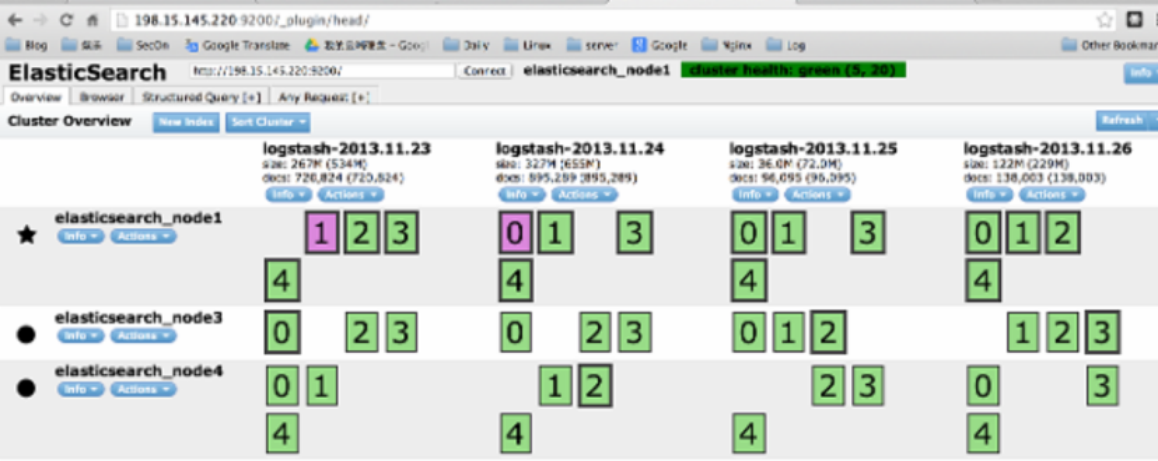 198.15.145.220:9200/_plugin/head/
Blog SecOn Google Translate Daily Linux server Google Nginx Log Other Bookmar
ElasticSearch http://198.15.145.220:9200/ Connect elasticsearch_node1 cluster health: green (5, 20) Info
Overview Browser Structured Query [+] Any Request [+]
Cluster Overview New Index Sort Cluster Refresh
logstash-2013.11.23 logstash-2013.11.24 logstash-2013.11.25 logstash-2013.11.26
size: 267M (534M) size: 327M (655M) size: 36.0M (72.0M) size: 122M (229M)
docs: 720,824 (720,824) docs: 895,289 (895,289) docs: 96,095 (96,095) docs: 138,003 (138,003)
Info Actions Info Actions Info Actions Info Actions
elasticsearch_node1 1 2 3 0 1 3 0 1 3 0 1 2
Info Actions
4 4 4 4
elasticsearch_node3 0 2 3 0 2 3 0 1 2 1 2 3
Info Actions
elasticsearch_node4 0 1 1 2 2 3 0 3
Info Actions
4 4 4 4